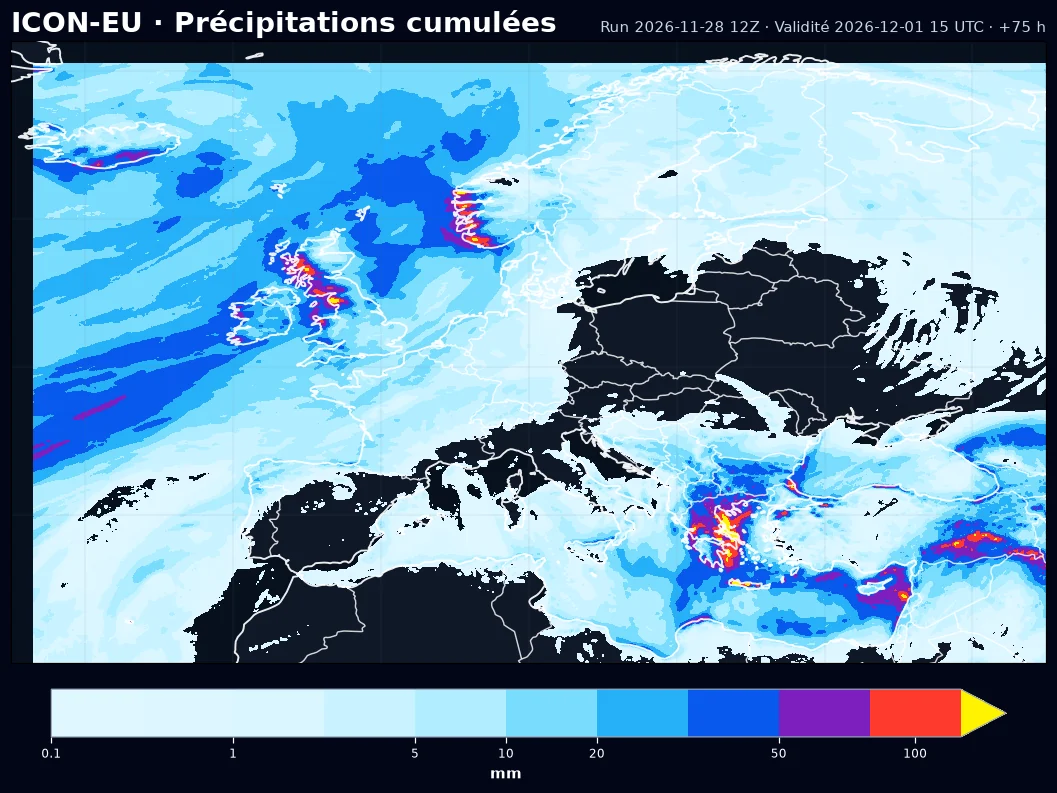 ICON-EU · Précipitations cumulées
Run 2026-11-28 12Z · Validité 2026-12-01 15 UTC · +75 h
0.1 1 5 10 20 50 100
mm